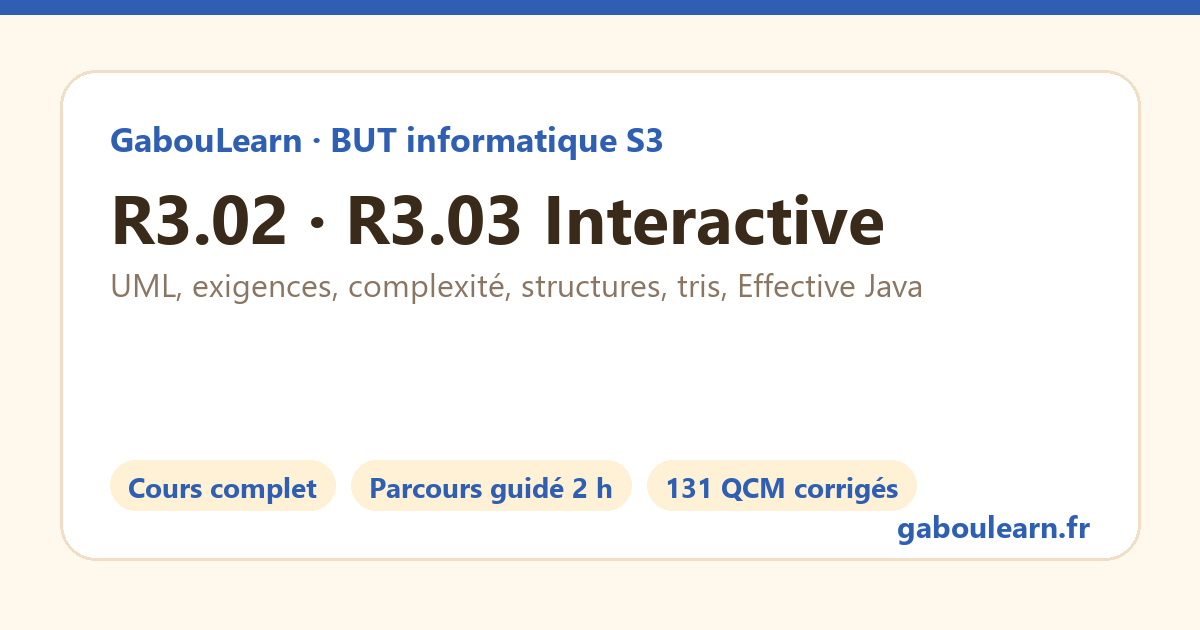 GabouLearn · BUT informatique S3
R3.02 · R3.03 Interactive
UML, exigences, complexité, structures, tris, Effective Java
Cours complet
Parcours guidé 2 h
131 QCM corrigés
gaboulearn.fr